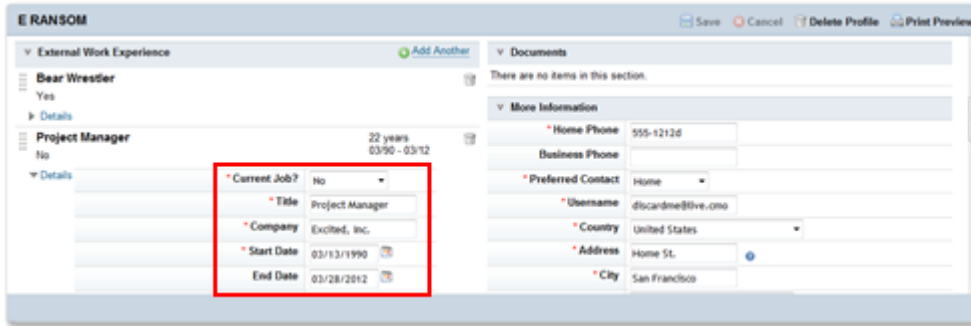 E RANSOM
Save Cancel Delete Profile Print Preview
External Work Experience
Add Another
Bear Wrestler
Yes
Details
Project Manager
22 years
03/90 - 03/12
No
Details
*Current Job? No
*Title Project Manager
*Company Excited, Inc.
*Start Date 03/13/1990
End Date 03/28/2012
Documents
There are no items in this section.
More Information
*Home Phone 555-1212d
Business Phone
*Preferred Contact Home
*Username discardme@live.cmo
*Country United States
*Address Home St.
*City San Francisco